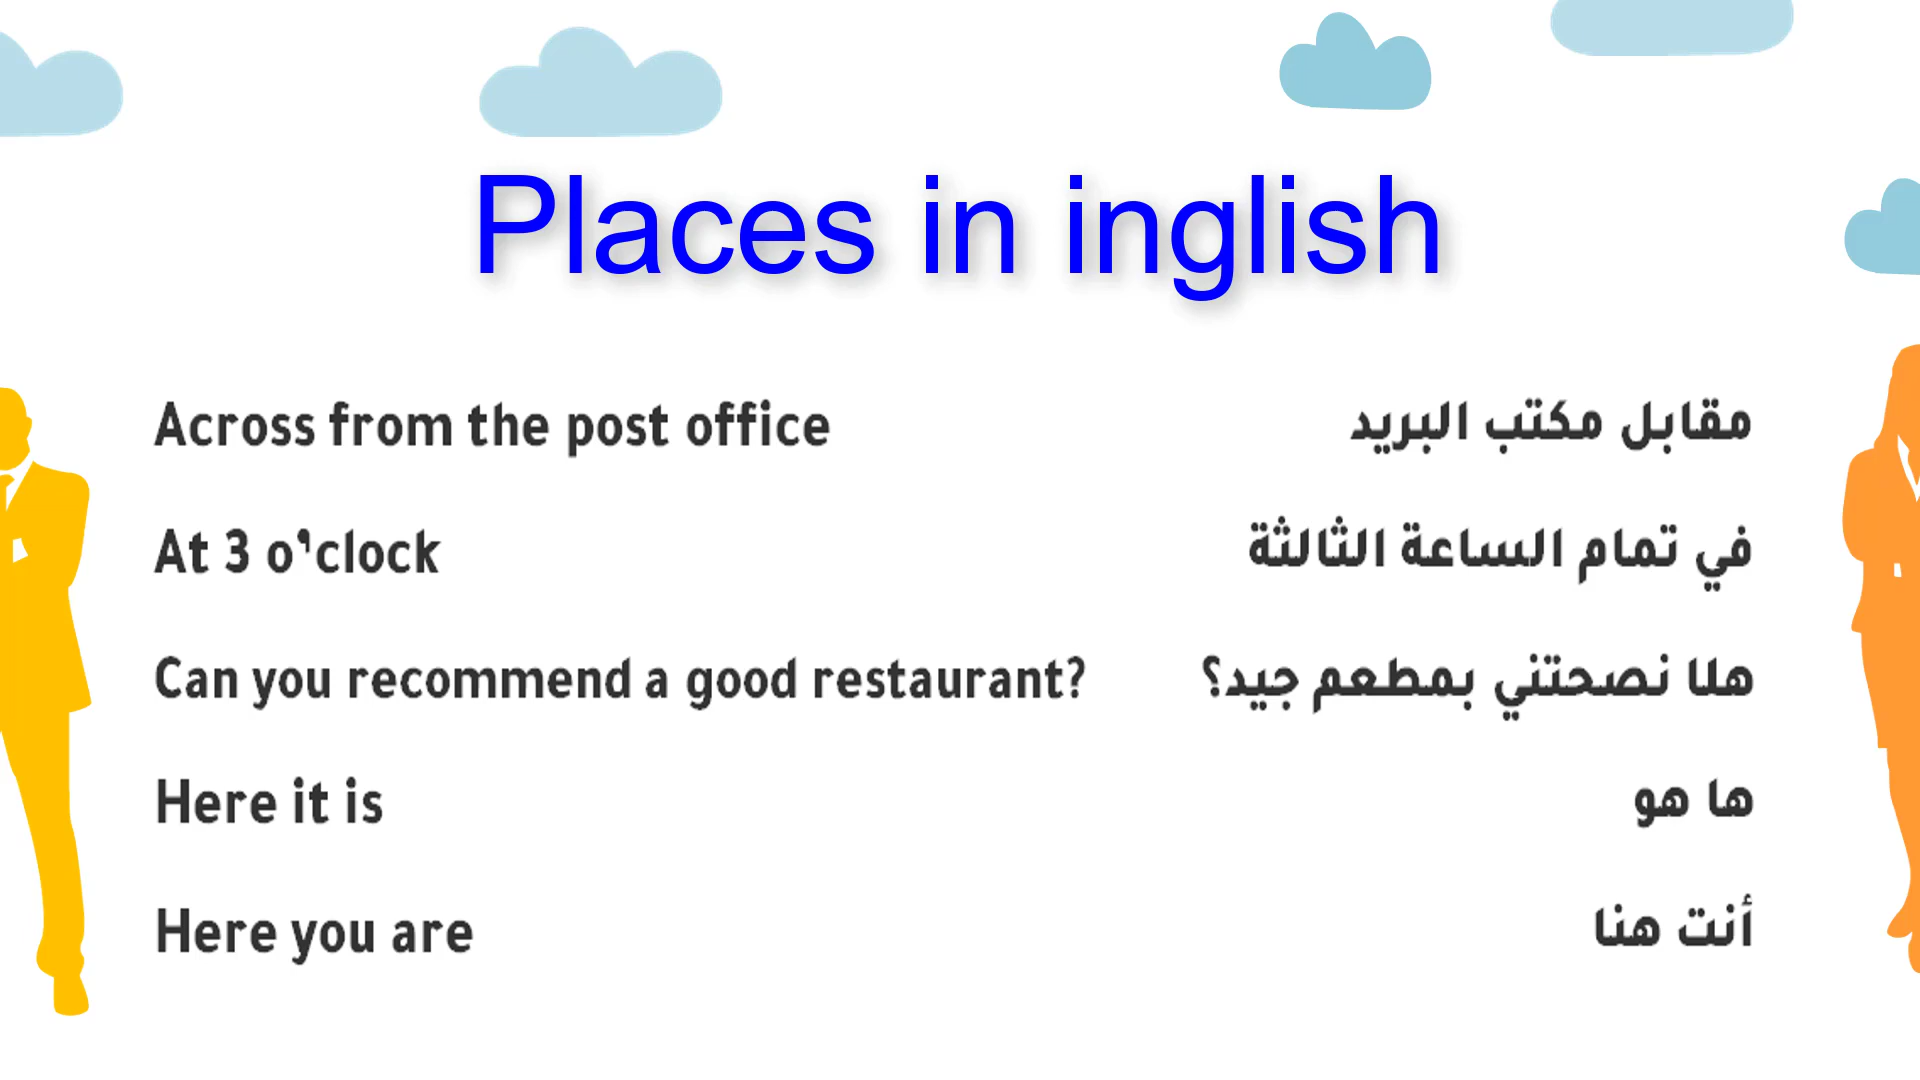 Places in inglish
Across from the post office مقابل مكتب البريد
At 3 o'clock في تمام الساعة الثالثة
Can you recommend a good restaurant? هلا نصحتني بمطعم جيد؟
Here it is ها هو
Here you are أنت هنا